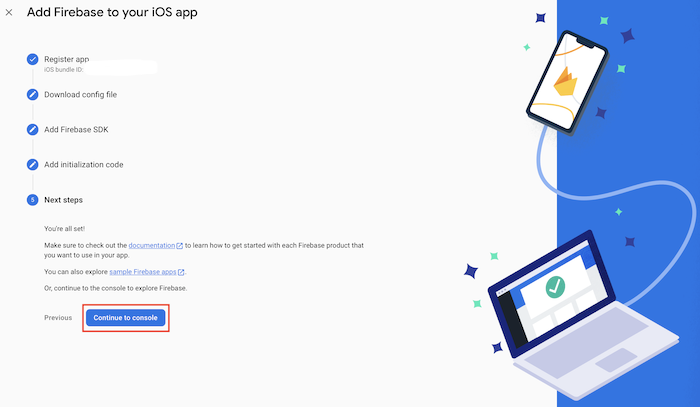 Add Firebase to your iOS app
Register app
iOS bundle ID:
Download config file
Add Firebase SDK
Add initialization code
5 Next steps
You're all set!
Make sure to check out the documentation to learn how to get started with each Firebase product that
you want to use in your app.
You can also explore sample Firebase apps.
Or, continue to the console to explore Firebase.
Previous Continue to console